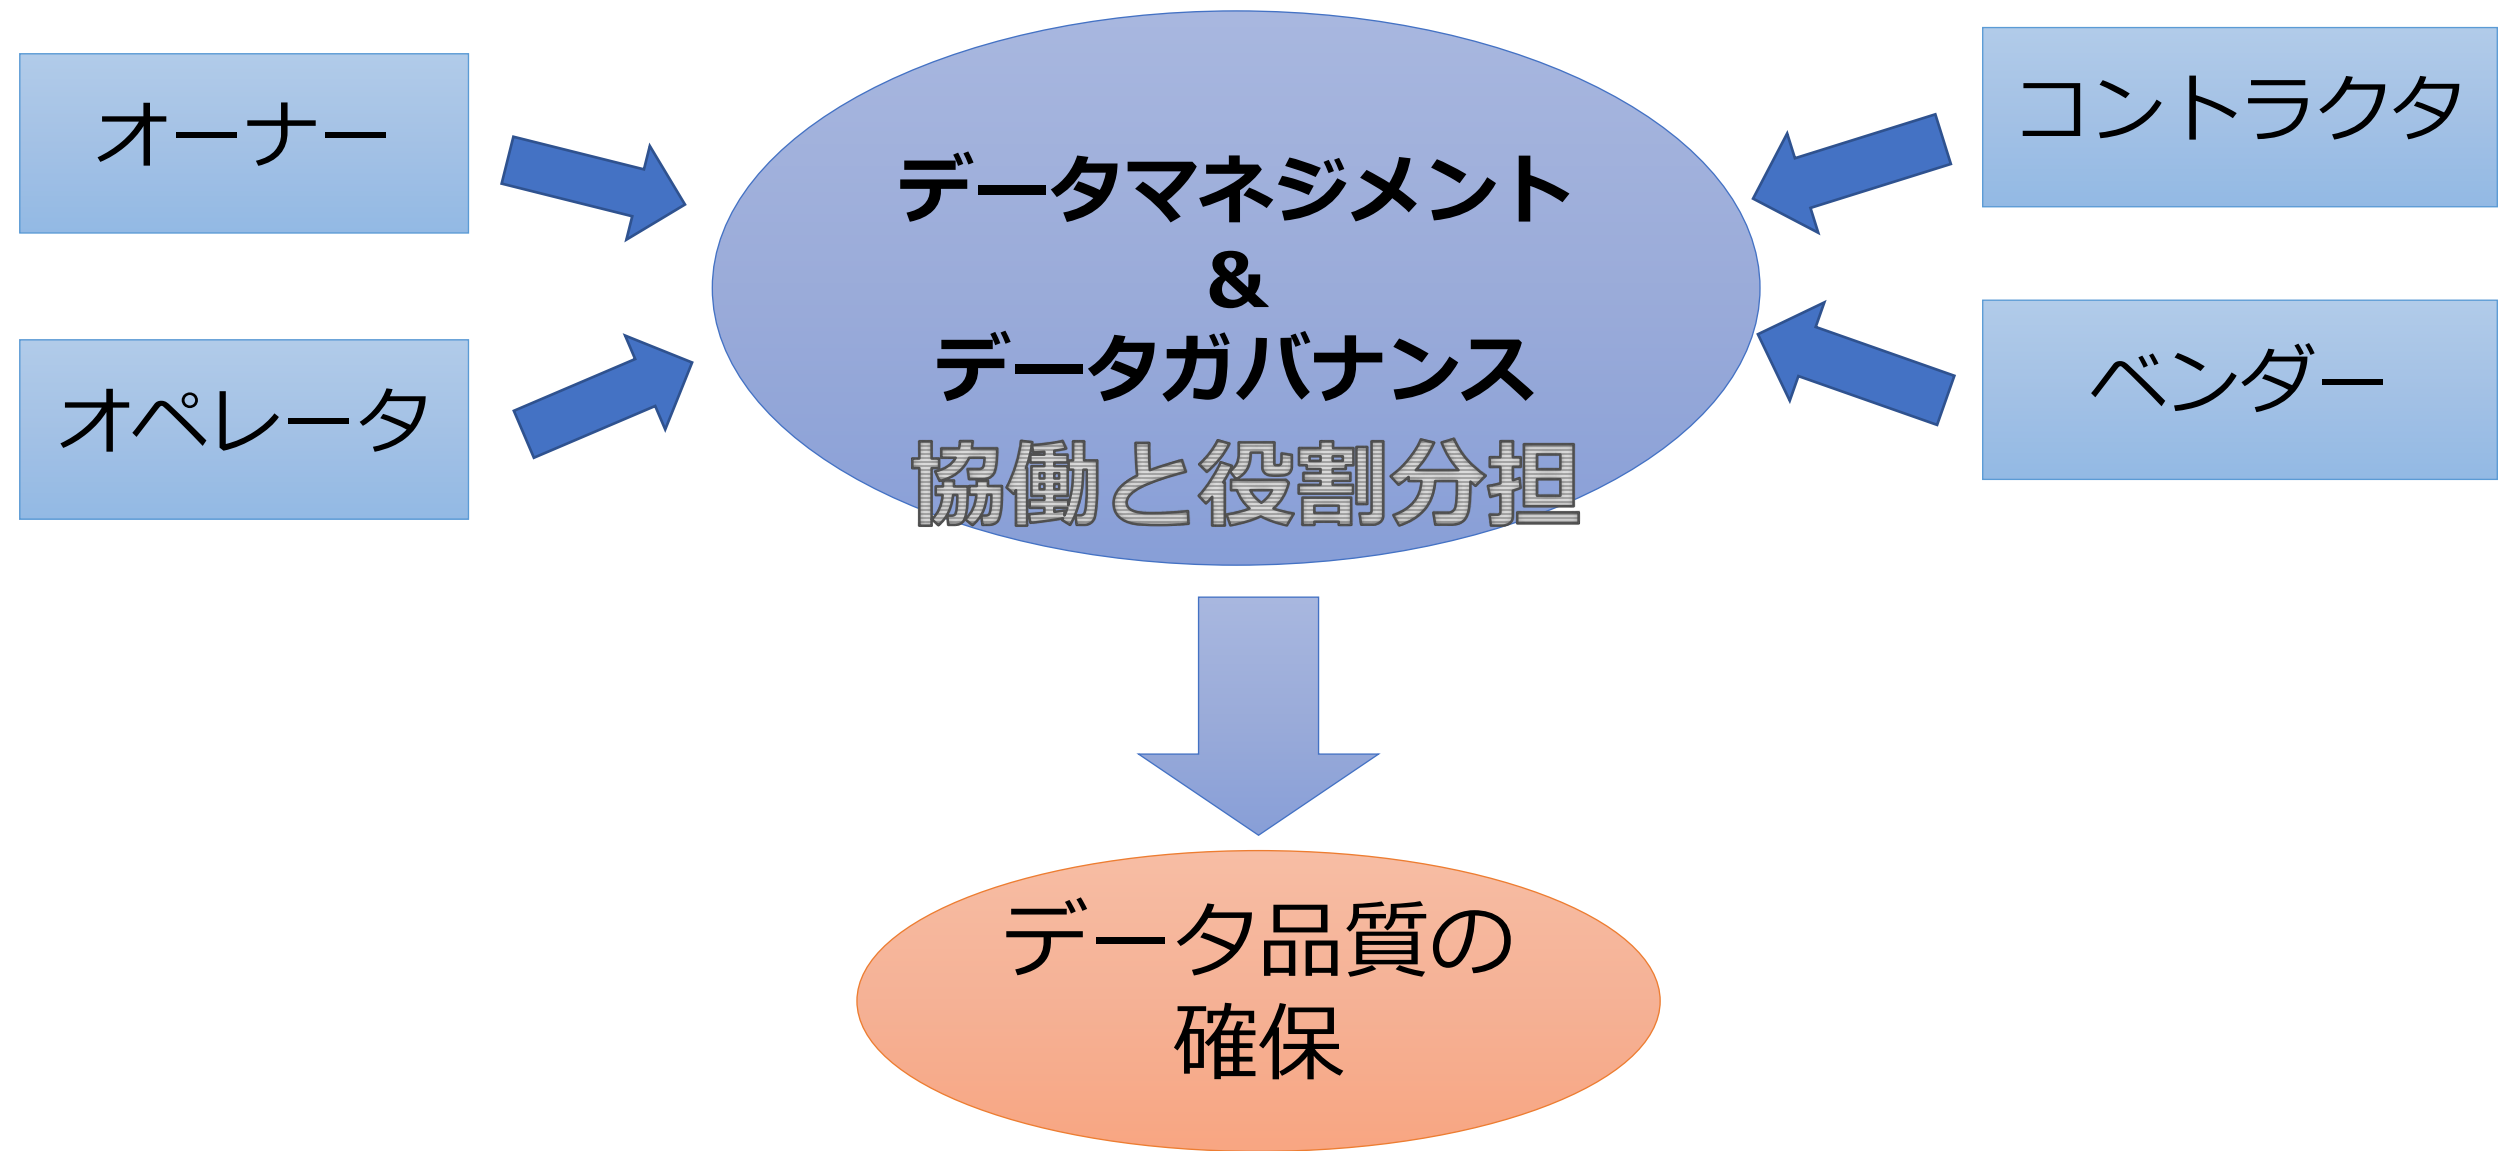 オーナー
オペレータ
データマネジメント
&
データガバナンス
協働と役割分担
コントラクタ
ベンダー
データ品質の
確保